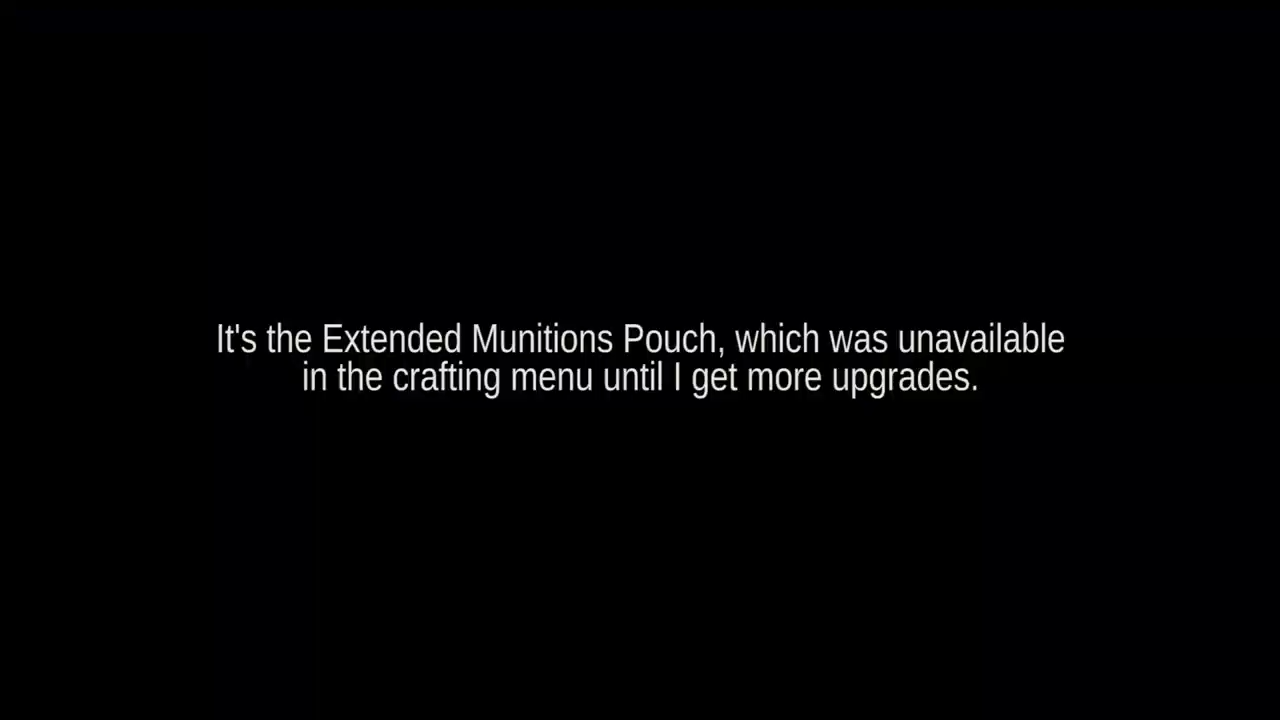 It's the Extended Munitions Pouch, which was unavailable
in the crafting menu until I get more upgrades.